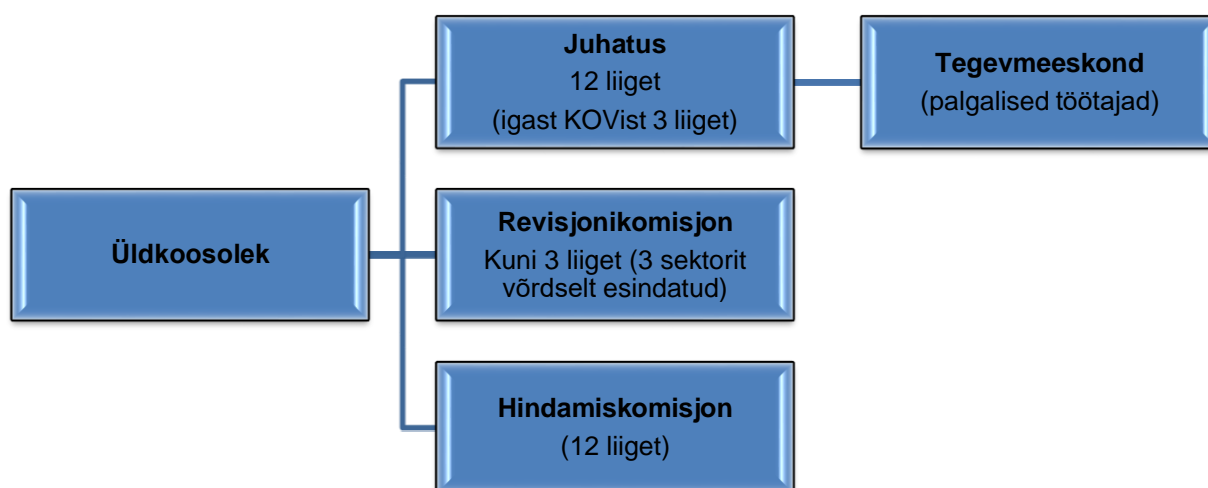 Juhatus
12 liiget
(igast KOVist 3 liiget)
Tegevmeeskond
(palgalised töötajad)
Üldkoosolek
Revisjonikomisjon
Kuni 3 liiget (3 sektorit
võrdselt esindatud)
Hindamiskomisjon
(12 liiget)